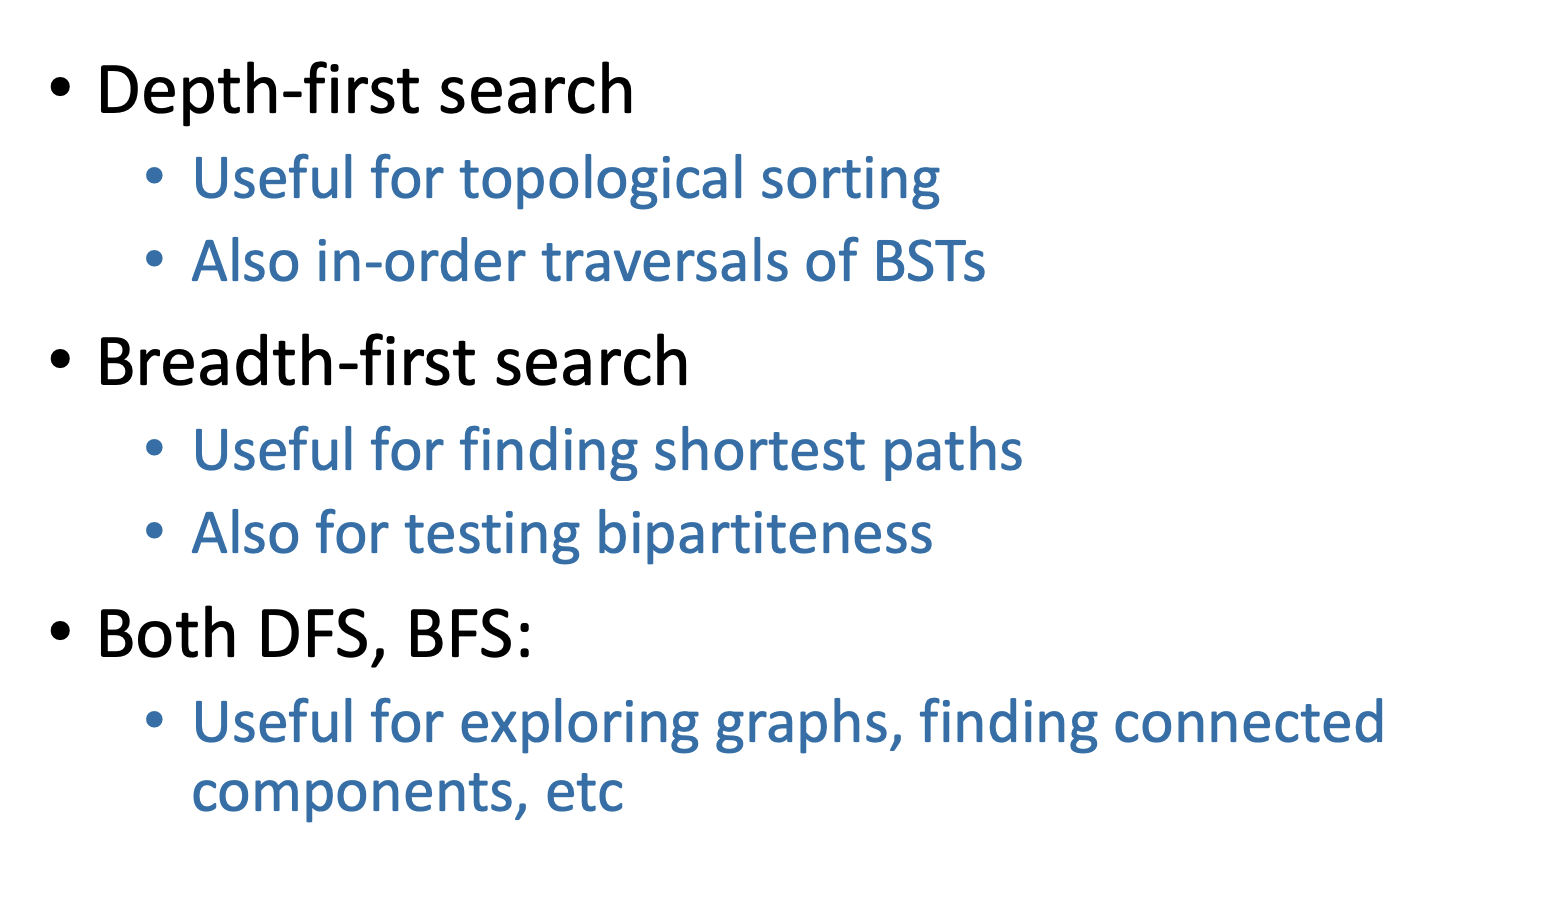 • Depth-first search
• Useful for topological sorting
• Also in-order traversals of BSTs
• Breadth-first search
• Useful for finding shortest paths
• Also for testing bipartiteness
• Both DFS, BFS:
• Useful for exploring graphs, finding connected
components, etc